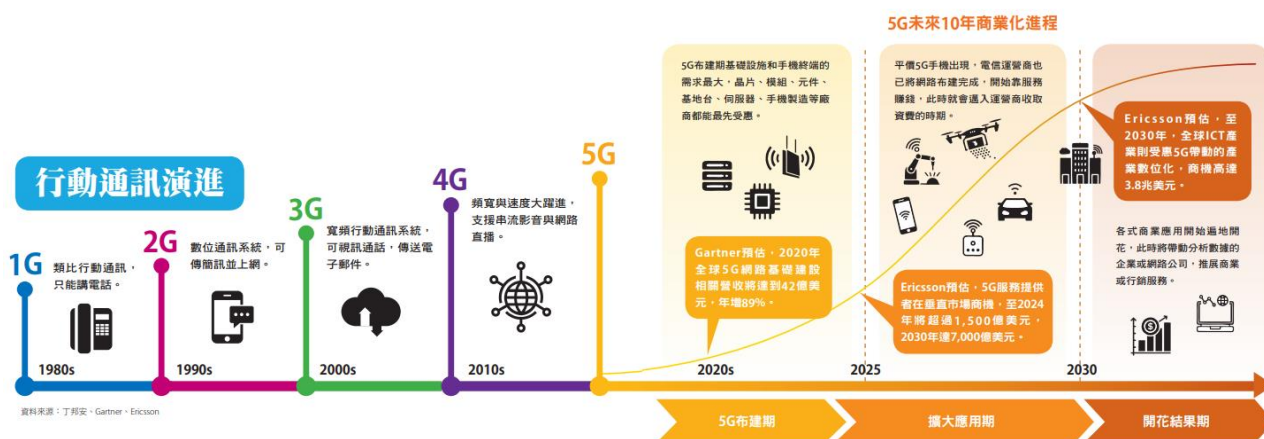 5G未來10年商業化進程
行動通訊演進
1G
類比行動通訊，
只能講電話。
1980s
2G
數位通訊系統，可
傳簡訊並上網。
1990s
3G
寬頻行動通訊系統，
可視訊通話，傳送電
子郵件。
2000s
4G
頻寬與速度大躍進，
支援串流影音與網路
直播。
2010s
5G
5G布建期基礎設施和手機終端的
需求最大，晶片、模組、元件、
基地台、伺服器、手機製造等廠
商都能最先受惠。
Gartner預估，2020年
全球5G網路基礎建設
相關營收將達到42億美
元，年增89%。
2020s
5G布建期
平價5G手機出現，電信運營商也
已將網路布建完成，開始靠服務
賺錢，此時就會邁入運營商收取
資費的時期。
Ericsson預估，5G服務提供
者在垂直市場商機，至2024
年將超過1,500億美元，
2030年達7,000億美元。
2025
擴大應用期
Ericsson預估，至
2030年，全球ICT產
業則受惠5G帶動的產
業數位化，商機高達
3.8兆美元。
各式商業應用開始遍地開
花，此時將帶動分析數據的
企業或網路公司，推展商業
或行銷服務。
2030
開花結果期
資料來源：丁邦安、Gartner、Ericsson